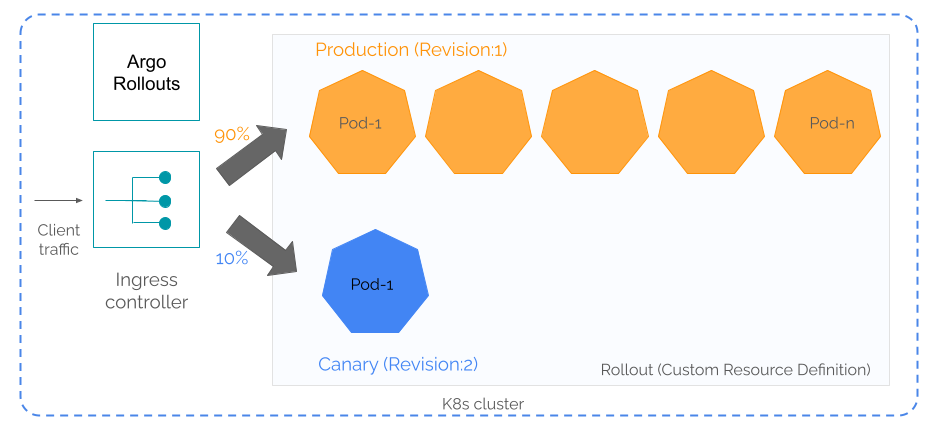 Argo
Rollouts
Production (Revision:1)
Pod-1
Pod-n
90%
Client
traffic
10%
Ingress
controller
Pod-1
Canary (Revision:2)
Rollout (Custom Resource Definition)
K8s cluster